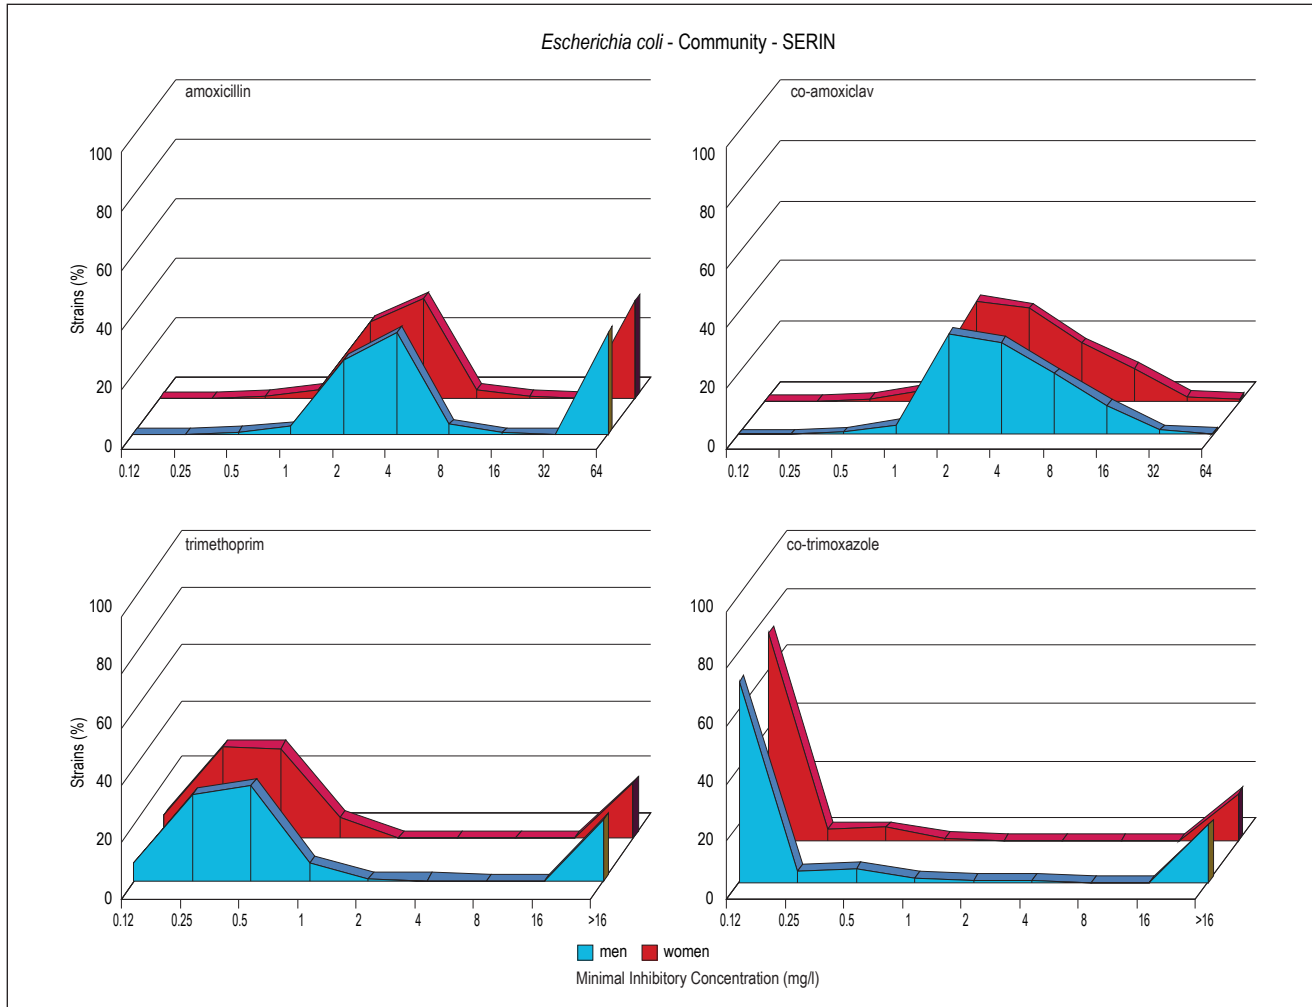 Escherichia coli - Community - SERIN
amoxicillin
co-amoxiclav
Strains (%)
100
80
60
40
20
0
0.12 0.25 0.5 1 2 4 8 16 32 64
100
80
60
40
20
0
0.12 0.25 0.5 1 2 4 8 16 32 64
trimethoprim
co-trimoxazole
Strains (%)
100
80
60
40
20
0
0.12 0.25 0.5 1 2 4 8 16 >16
100
80
60
40
20
0
0.12 0.25 0.5 1 2 4 8 16 >16
men women
Minimal Inhibitory Concentration (mg/l)